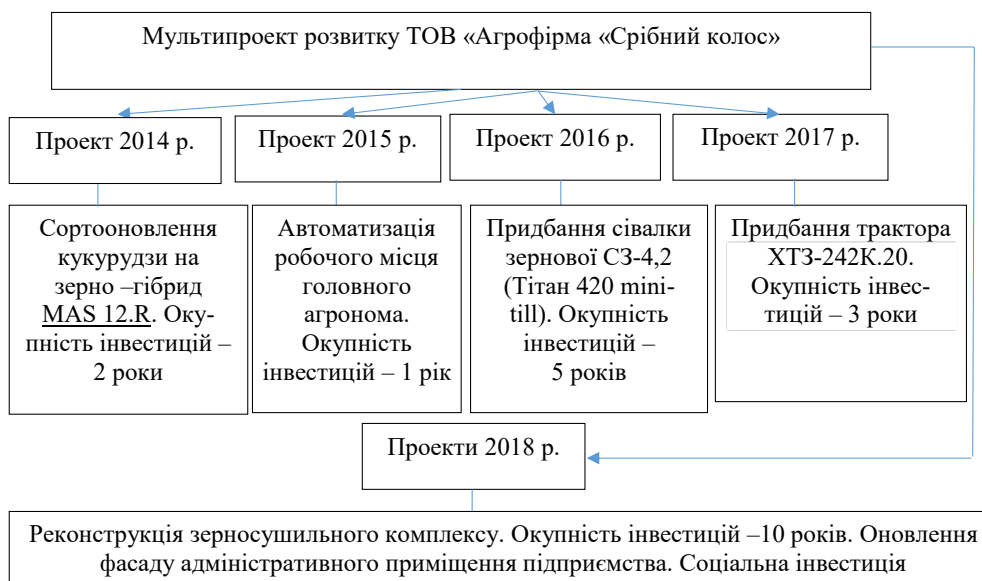 Мультипроект розвитку ТОВ «Агрофірма «Срібний колос»
Проект 2014 р.
Проект 2015 р.
Проект 2016 р.
Проект 2017 р.
Сортооновлення
кукурудзи на
зерно –гібрид
MAS 12.R. Оку-
пність інвестицій –
2 роки
Автоматизація
робочого місця
головного
агронома.
Окупність
інвестицій – 1 рік
Придбання сівалки
зернової СЗ-4,2
(Тітан 420 mini-
till). Окупність
інвестицій –
5 років
Придбання трактора
ХТЗ-242К.20.
Окупність інвес-
тицій – 3 роки
Проекти 2018 р.
Реконструкція зерносушильного комплексу. Окупність інвестицій –10 років. Оновлення
фасаду адміністративного приміщення підприємства. Соціальна інвестиція